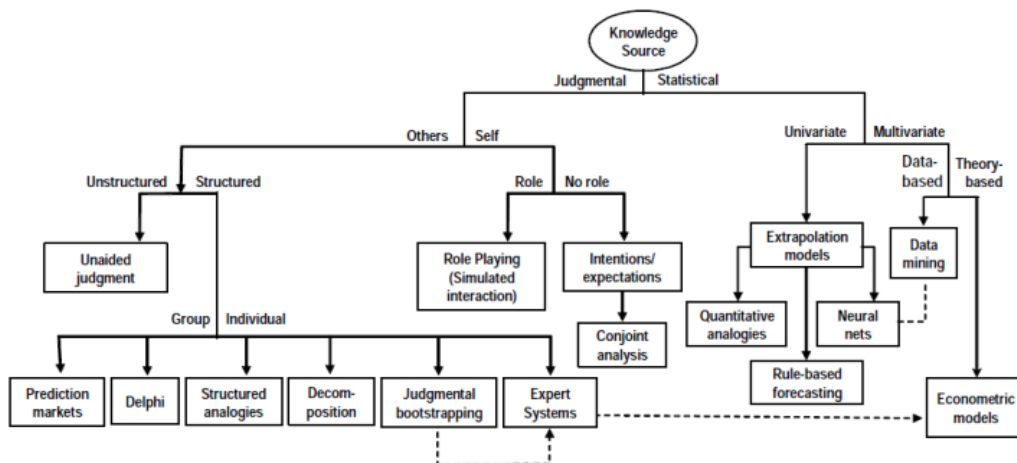 Knowledge
Source
Judgmental Statistical
Others Self
Univariate Multivariate
Data-
based
Theory-
based
Unstructured Structured
Role No role
Unaided
judgment
Role Playing
(Simulated
interaction)
Intentions/
expectations
Extrapolation
models
Data
mining
Quantitative
analogies
Neural
nets
Group Individual
Conjoint
analysis
Rule-based
forecasting
Prediction
markets
Delphi
Structured
analogies
Decom-
position
Judgmental
bootstrapping
Expert
Systems
Econometric
models